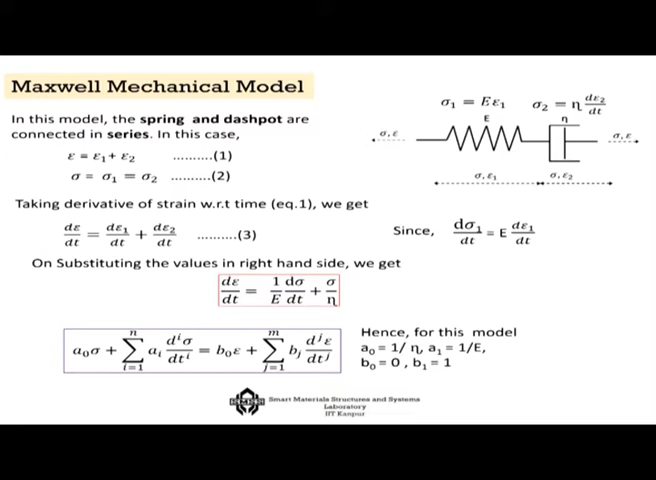 Maxwell Mechanical Model
In this model, the spring and dashpot are
connected in series. In this case,
ε = ε₁ + ε₂ ..........(1)
σ = σ₁ = σ₂ ..........(2)
σ₁ = Eε₁
σ₂ = η dε₂/dt
E
η
σ, ε
σ, ε
σ, ε₁
σ, ε₂
Taking derivative of strain w.r.t time (eq.1), we get
dε/dt = dε₁/dt + dε₂/dt ..........(3)
Since, dσ₁/dt = E dε₁/dt
On Substituting the values in right hand side, we get
dε/dt = 1/E dσ/dt + σ/η
a₀σ + ∑ⁿᵢ₌₁ aᵢ dⁱσ/dtⁱ = b₀ε + ∑ᵐⱼ₌₁ bⱼ dʲε/dtʲ
Hence, for this model
a₀ = 1/ η, a₁ = 1/E,
b₀ = 0 , b₁ = 1
Smart Materials Structures and Systems
Laboratory
IIT Kanpur